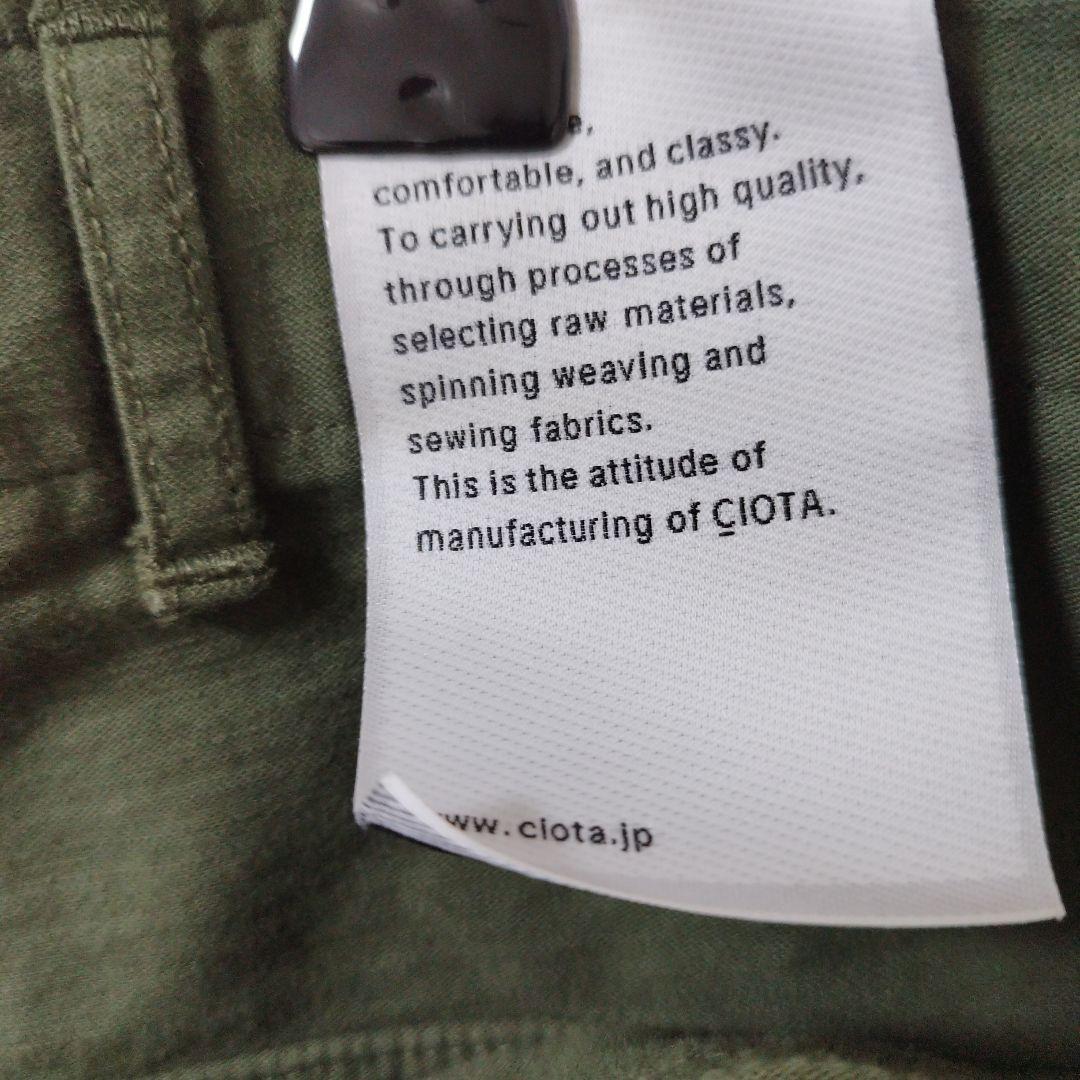 e,
comfortable, and classy.
To carrying out high quality,
through processes of
selecting raw materials,
spinning weaving and
sewing fabrics.
This is the attitude of
manufacturing of C̱IOTA.
ww.ciota.jp